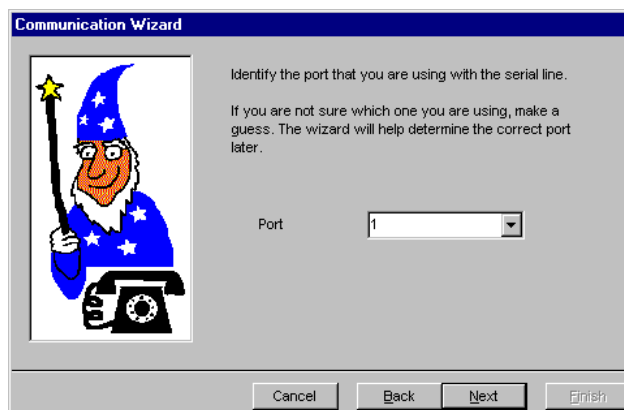 Communication Wizard
Identify the port that you are using with the serial line.
If you are not sure which one you are using, make a
guess. The wizard will help determine the correct port
later.
Port 1
Cancel Back Next Finish